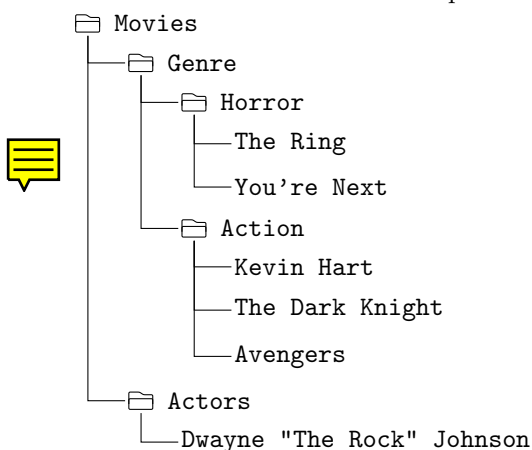 Movies
Genre
Horror
The Ring
You're Next
Action
Kevin Hart
The Dark Knight
Avengers
Actors
Dwayne "The Rock" Johnson